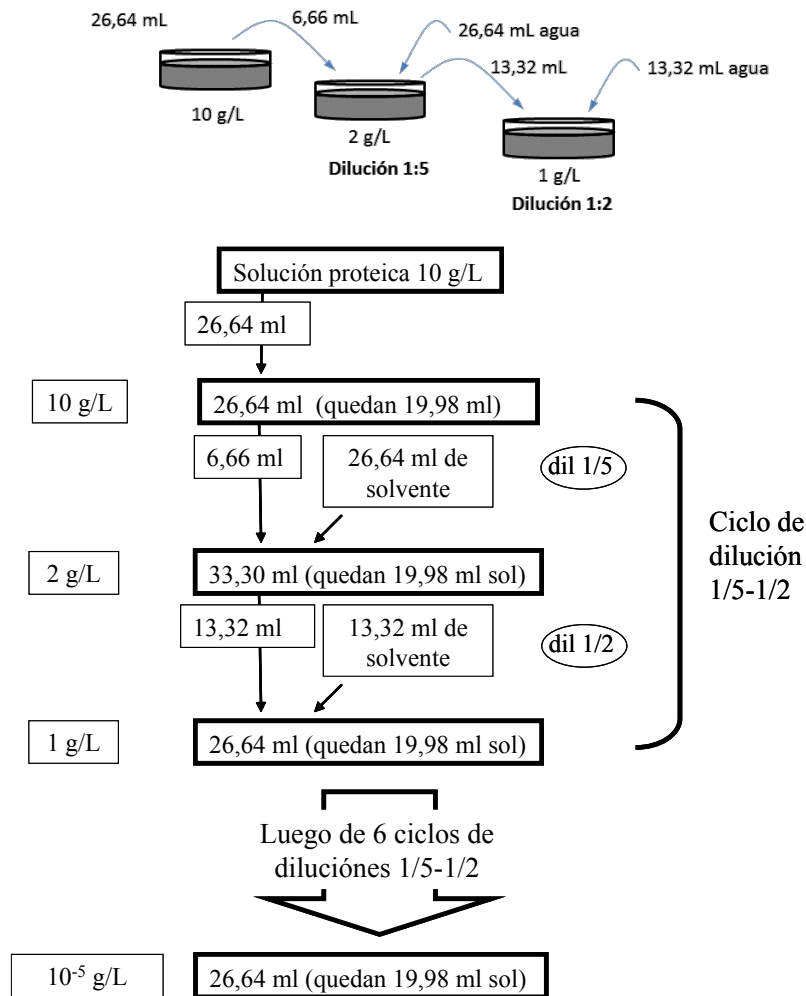 26,64 mL
6,66 mL
26,64 mL agua
13,32 mL
13,32 mL agua
10 g/L
2 g/L
Dilución 1:5
1 g/L
Dilución 1:2
Solución proteica 10 g/L
26,64 ml
10 g/L
26,64 ml (quedan 19,98 ml)
6,66 ml
26,64 ml de
solvente
dil 1/5
Ciclo de
dilución
1/5-1/2
2 g/L
33,30 ml (quedan 19,98 ml sol)
13,32 ml
13,32 ml de
solvente
dil 1/2
1 g/L
26,64 ml (quedan 19,98 ml sol)
Luego de 6 ciclos de
diluciónes 1/5-1/2
10⁻⁵ g/L
26,64 ml (quedan 19,98 ml sol)